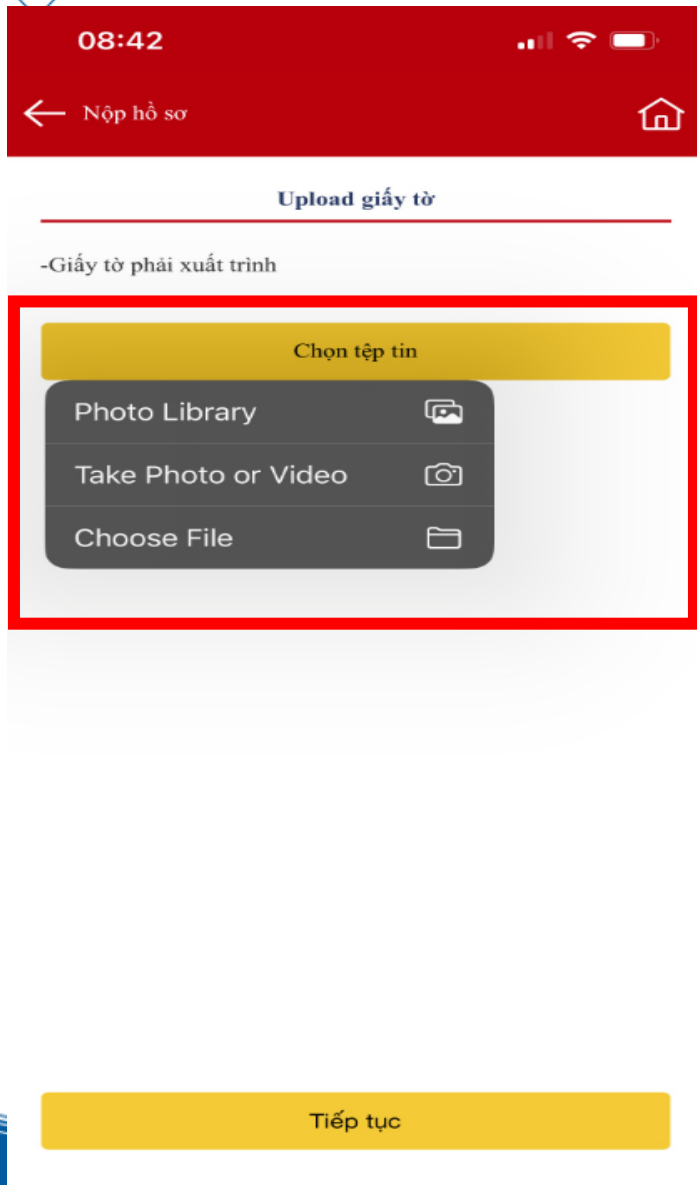 08:42
Nộp hồ sơ
Upload giấy tờ
-Giấy tờ phải xuất trình
Chọn tệp tin
Photo Library
Take Photo or Video
Choose File
Tiếp tục